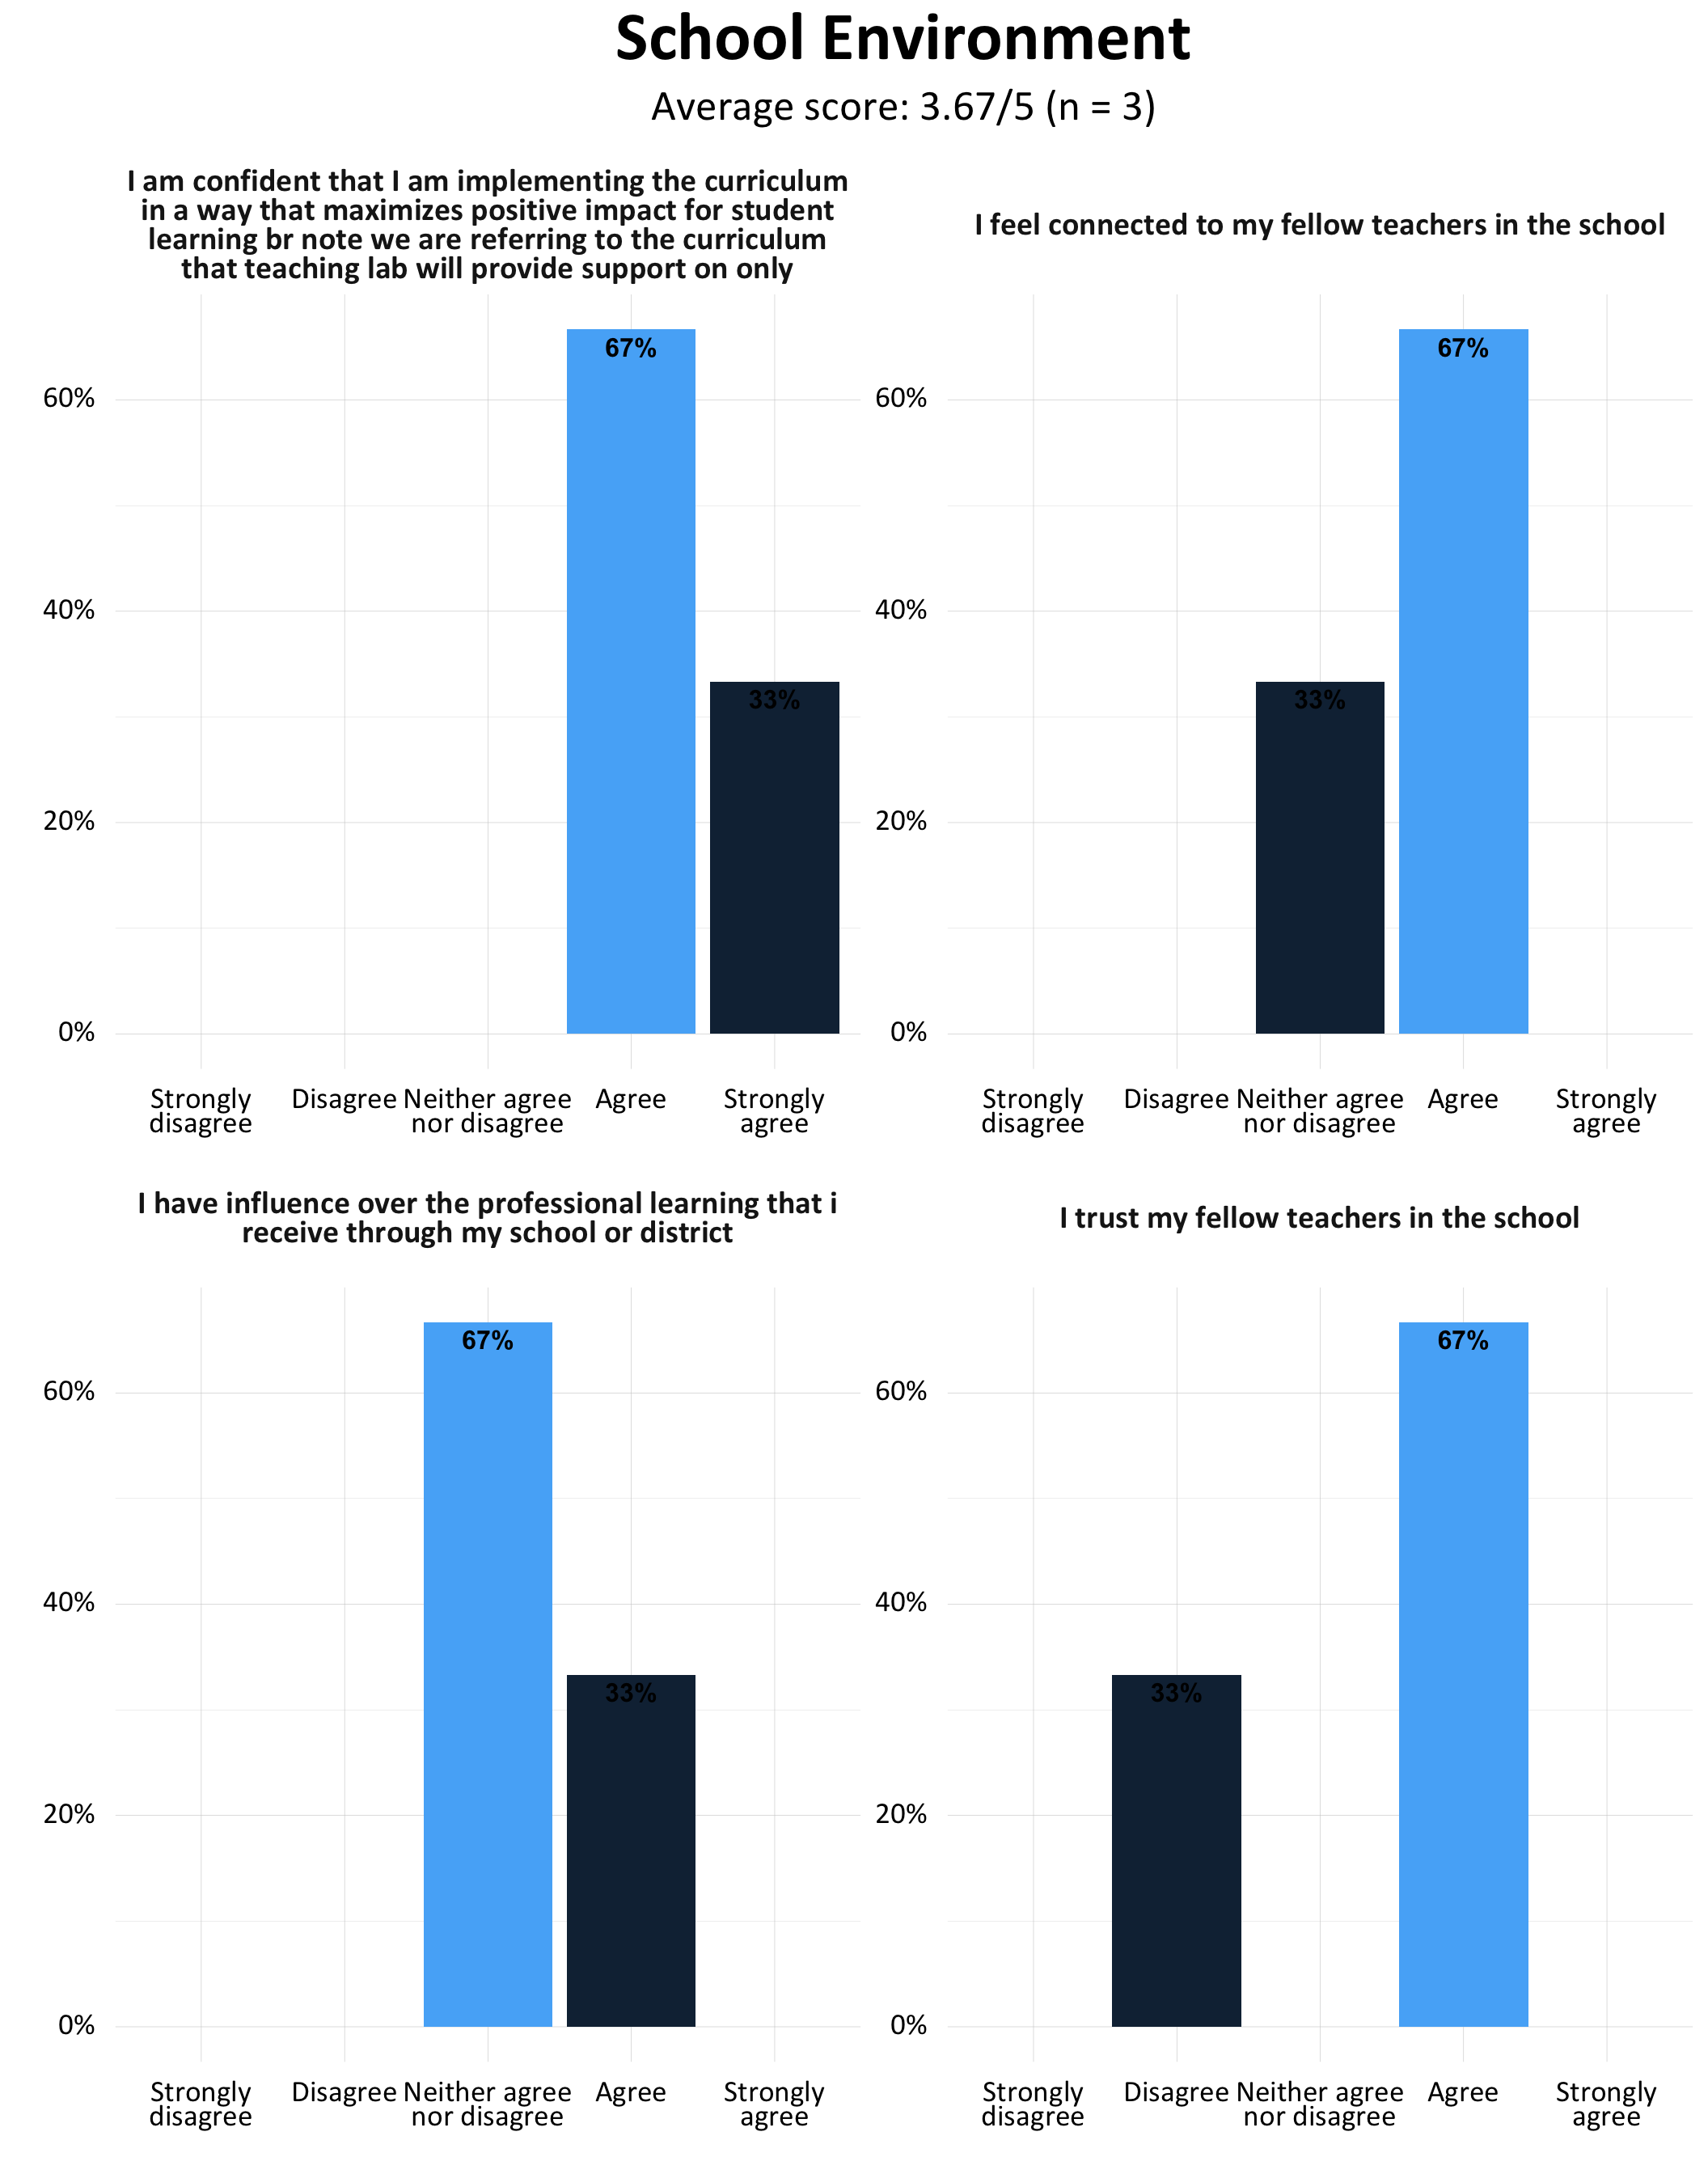 School Environment
Average score: 3.67/5 (n = 3)
I am confident that I am implementing the curriculum
in a way that maximizes positive impact for student
learning br note we are referring to the curriculum
that teaching lab will provide support on only
67%
33%
60%
40%
20%
0%
Strongly
disagree
Disagree
Neither agree
nor disagree
Agree
Strongly
agree
I feel connected to my fellow teachers in the school
33%
67%
60%
40%
20%
0%
Strongly
disagree
Disagree
Neither agree
nor disagree
Agree
Strongly
agree
I have influence over the professional learning that i
receive through my school or district
67%
33%
60%
40%
20%
0%
Strongly
disagree
Disagree
Neither agree
nor disagree
Agree
Strongly
agree
I trust my fellow teachers in the school
33%
67%
60%
40%
20%
0%
Strongly
disagree
Disagree
Neither agree
nor disagree
Agree
Strongly
agree